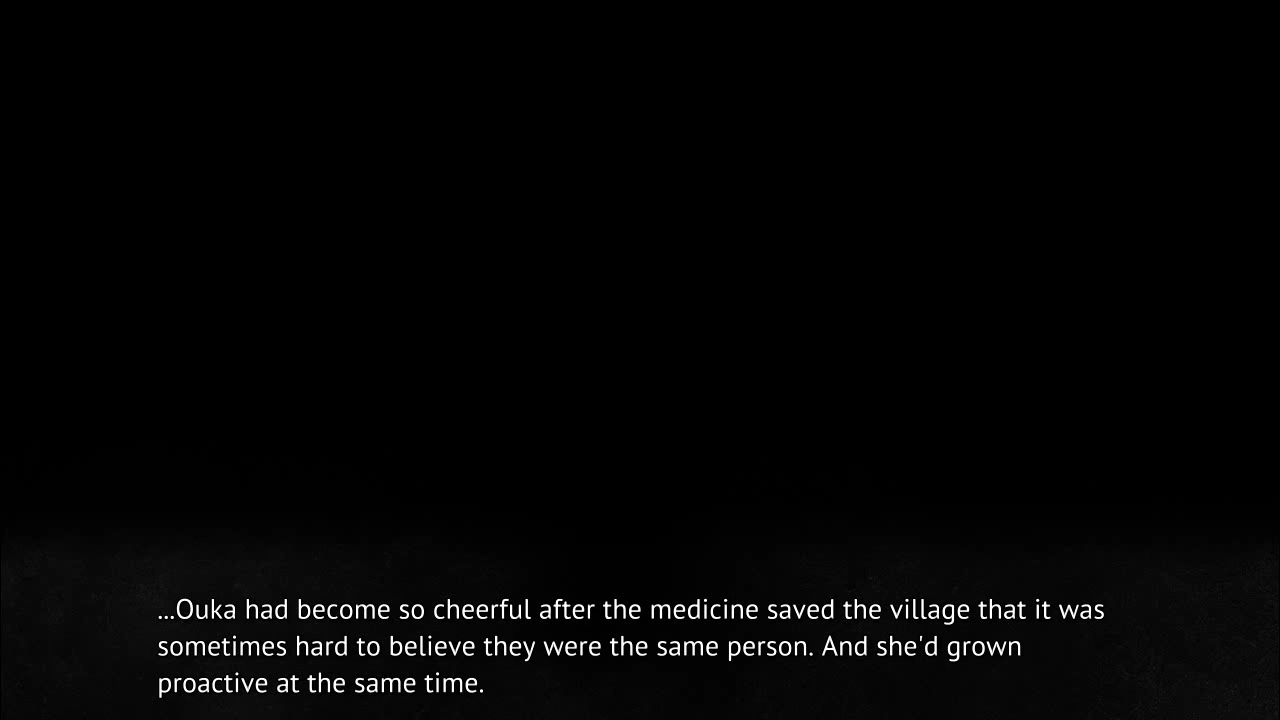 ...Ouka had become so cheerful after the medicine saved the village that it was
sometimes hard to believe they were the same person. And she'd grown
proactive at the same time.